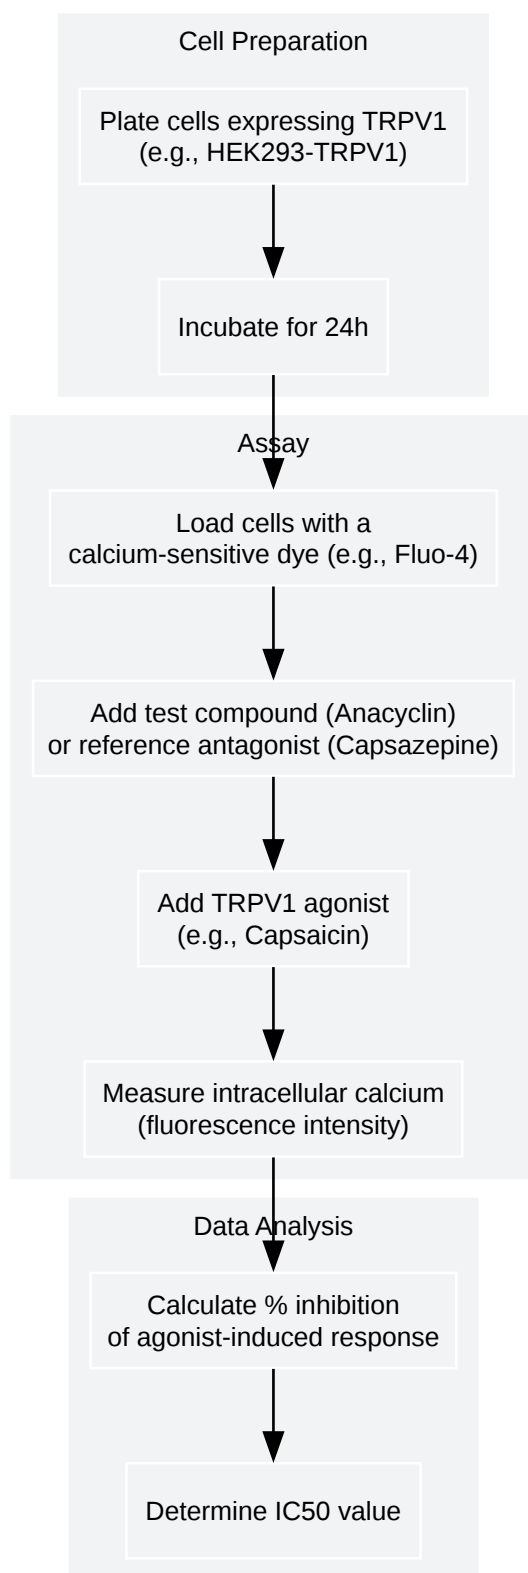 Cell Preparation
Plate cells expressing TRPV1
(e.g., HEK293-TRPV1)
Incubate for 24h
Assay
Load cells with a
calcium-sensitive dye (e.g., Fluo-4)
Add test compound (Anacyclin)
or reference antagonist (Capsazepine)
Add TRPV1 agonist
(e.g., Capsaicin)
Measure intracellular calcium
(fluorescence intensity)
Data Analysis
Calculate % inhibition
of agonist-induced response
Determine IC50 value